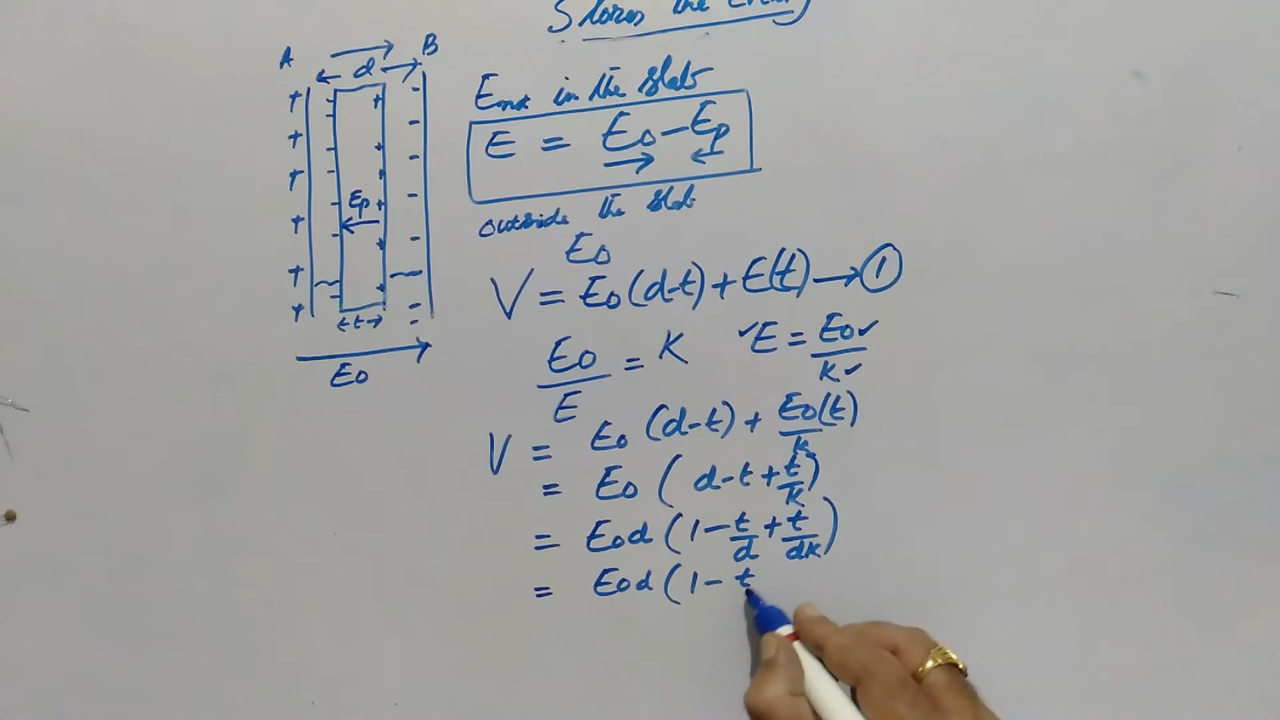 Stores the
A B
d
Enet in the slab
E = E0 - Ep
outside the slab
E0
Ep
V = E0(d-t) + E(t) → 1
t
E0
E0/E = K ✓E = E0✓/K✓
V = E0 (d-t) + E0(t)/K
= E0 ( d-t + t/K )
= E0d ( 1 - t/d + t/dK )
= E0d ( 1 - t